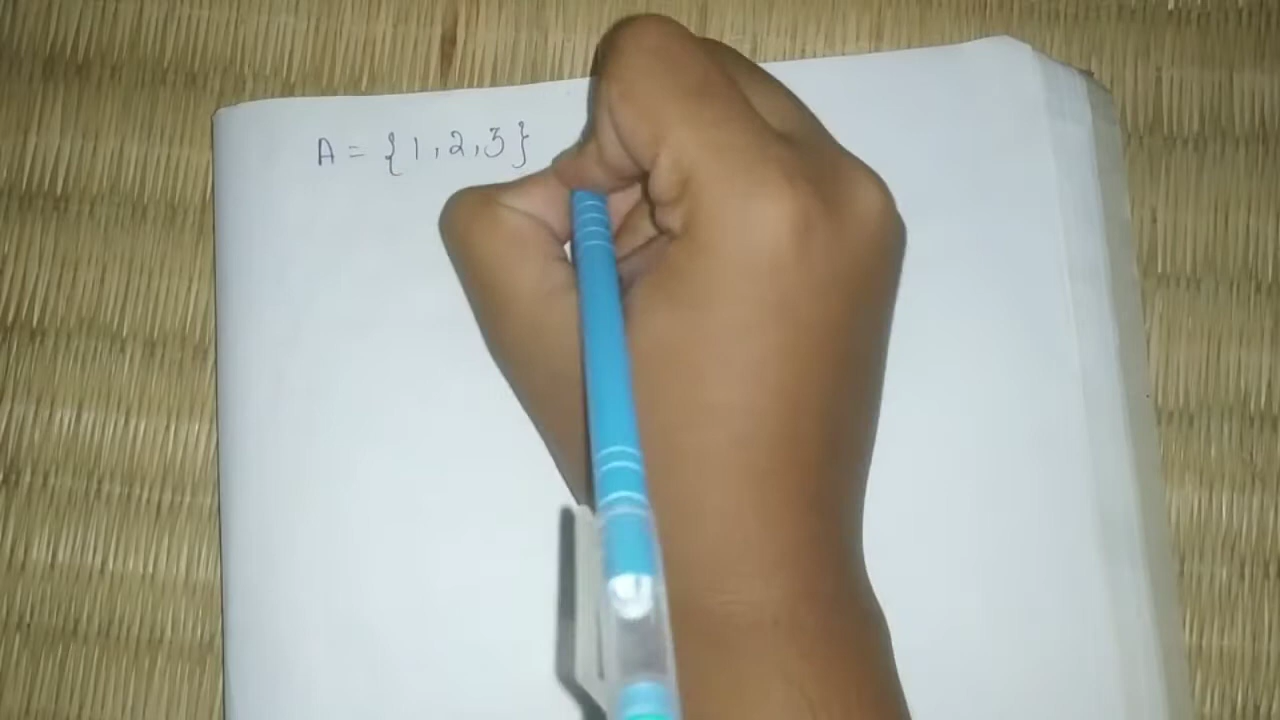 A = {1,2,3}